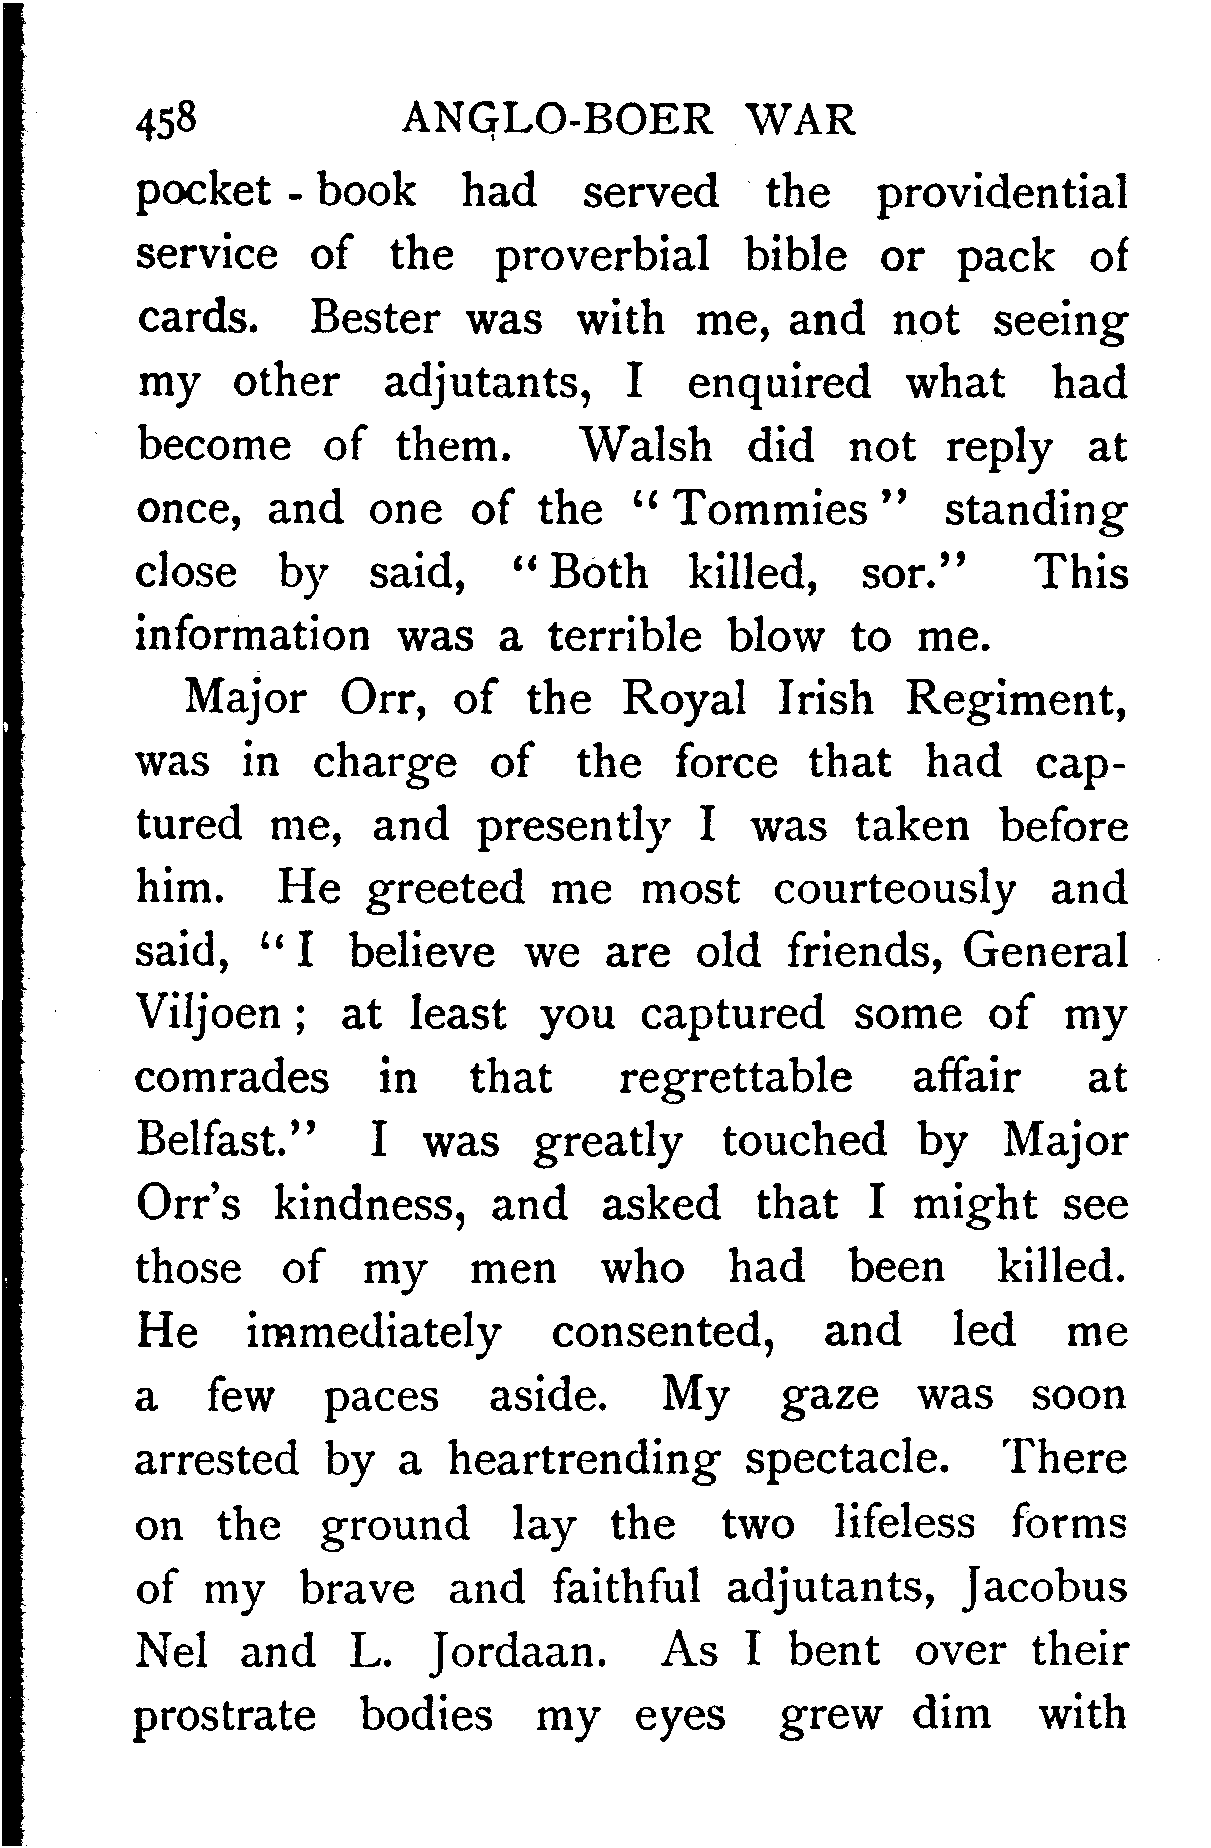 458 ANGLO-BOER WAR
pocket - book had served the providential
service of the proverbial bible or pack of
cards. Bester was with me, and not seeing
my other adjutants, I enquired what had
become of them. Walsh did not reply at
once, and one of the “ Tommies ” standing
close by said, “ Both killed, sor.” This
information was a terrible blow to me.
Major Orr, of the Royal Irish Regiment,
was in charge of the force that had cap-
tured me, and presently I was taken before
him. He greeted me most courteously and
said, “ I believe we are old friends, General
Viljoen ; at least you captured some of my
comrades in that regrettable affair at
Belfast.” I was greatly touched by Major
Orr’s kindness, and asked that I might see
those of my men who had been killed.
He immediately consented, and led me
a few paces aside. My gaze was soon
arrested by a heartrending spectacle. There
on the ground lay the two lifeless forms
of my brave and faithful adjutants, Jacobus
Nel and L. Jordaan. As I bent over their
prostrate bodies my eyes grew dim with